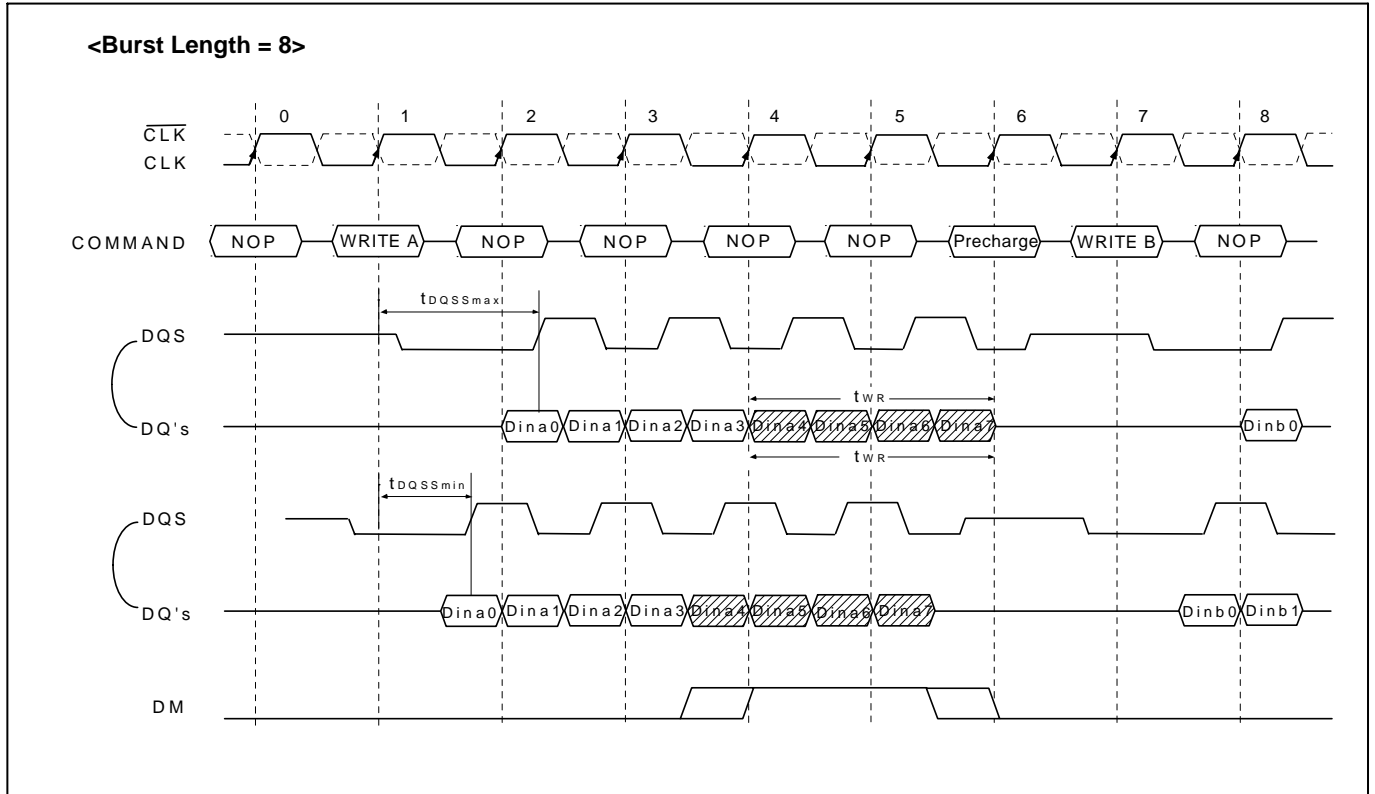 <Burst Length = 8>
0 1 2 3 4 5 6 7 8
CLK
CLK
COMMAND NOP WRITE A NOP NOP NOP NOP Precharge WRITE B NOP
tDQSSmax
DQS
tWR
DQ's Dina0 Dina1 Dina2 Dina3 Dina4 Dina5 Dina6 Dina7 Dinb0
tWR
tDQSSmin
DQS
DQ's Dina0 Dina1 Dina2 Dina3 Dina4 Dina5 Dina6 Dina7 Dinb0 Dinb1
DM